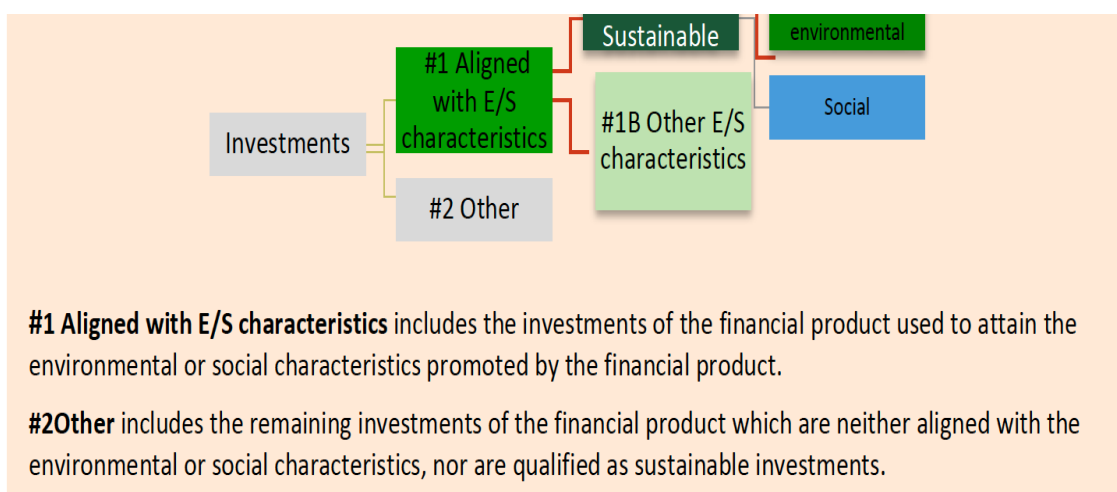 Sustainable
environmental
#1 Aligned
with E/S
characteristics
#1B Other E/S
characteristics
Social
Investments
#2 Other
#1 Aligned with E/S characteristics includes the investments of the financial product used to attain the
environmental or social characteristics promoted by the financial product.
#2Other includes the remaining investments of the financial product which are neither aligned with the
environmental or social characteristics, nor are qualified as sustainable investments.